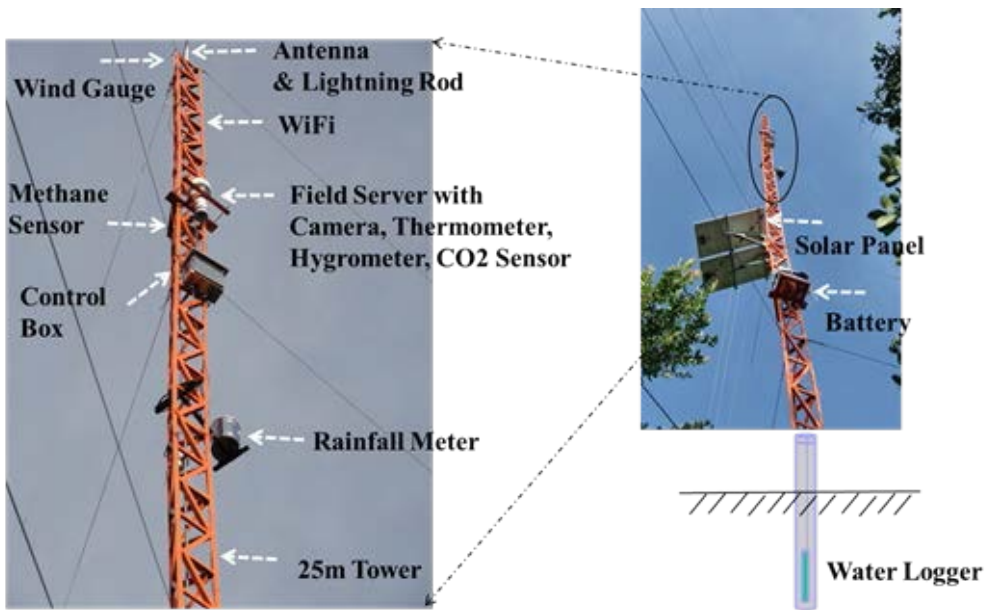 Antenna
& Lightning Rod
Wind Gauge
WiFi
Methane
Sensor
Field Server with
Camera, Thermometer,
Hygrometer, CO2 Sensor
Control
Box
Rainfall Meter
25m Tower
Solar Panel
Battery
Water Logger